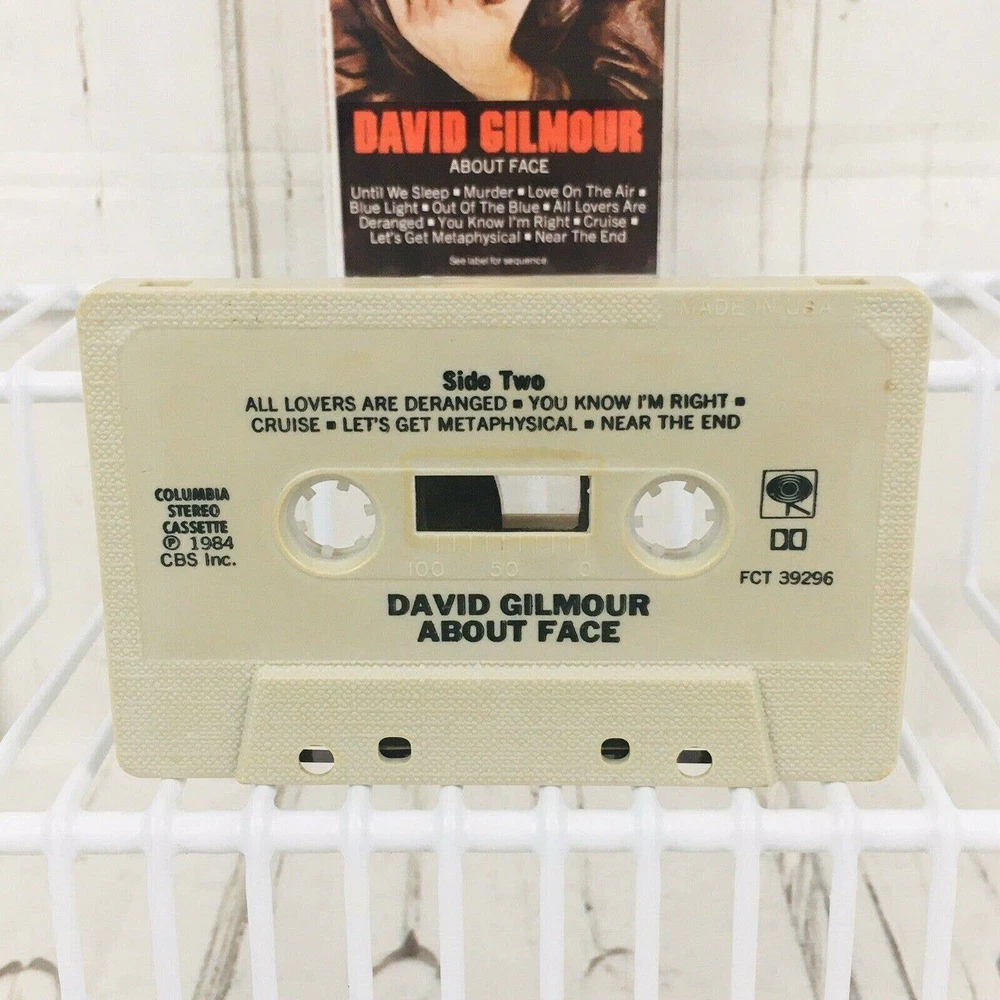 DAVID GILMOUR
ABOUT FACE
Until We Sleep ▪ Murder ▪ Love On The Air ▪
Blue Light ▪ Out Of The Blue ▪ All Lovers Are
Deranged ▪ You Know I'm Right ▪ Cruise ▪
Let's Get Metaphysical ▪ Near The End
See label for sequence
MADE IN USA
Side Two
ALL LOVERS ARE DERANGED ▪ YOU KNOW I'M RIGHT ▪
CRUISE ▪ LET'S GET METAPHYSICAL ▪ NEAR THE END
COLUMBIA
STEREO
CASSETTE
℗ 1984
CBS Inc.
100 50 0
FCT 39296
DAVID GILMOUR
ABOUT FACE